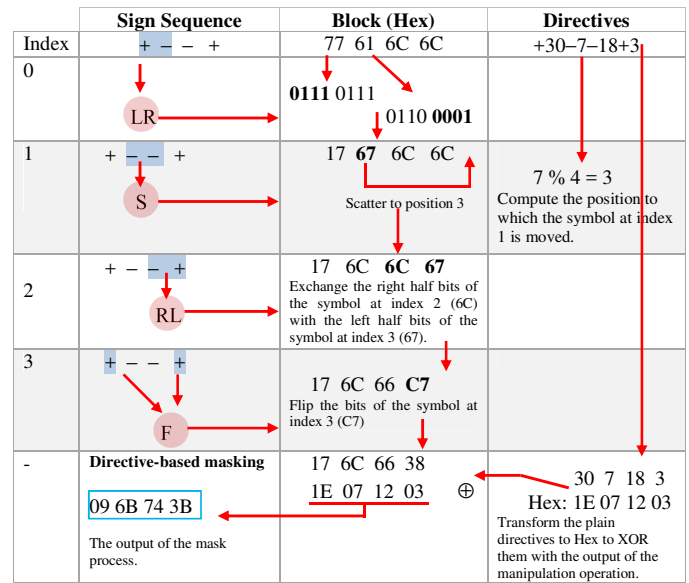 Sign Sequence Block (Hex) Directives
Index + – – + 77 61 6C 6C +30–7–18+3
0
0111 0111
LR 0110 0001
1 + – – + 17 67 6C 6C
7 % 4 = 3
S Scatter to position 3
Compute the position to
which the symbol at index
1 is moved.
2 + – – + 17 6C 6C 67
RL
Exchange the right half bits of
the symbol at index 2 (6C)
with the left half bits of the
symbol at index 3 (67).
3 + – – +
17 6C 66 C7
F
Flip the bits of the symbol at
index 3 (C7)
- Directive-based masking 17 6C 66 38
30 7 18 3
09 6B 74 3B 1E 07 12 03 ⊕ Hex: 1E 07 12 03
The output of the mask
process.
Transform the plain
directives to Hex to XOR
them with the output of the
manipulation operation.